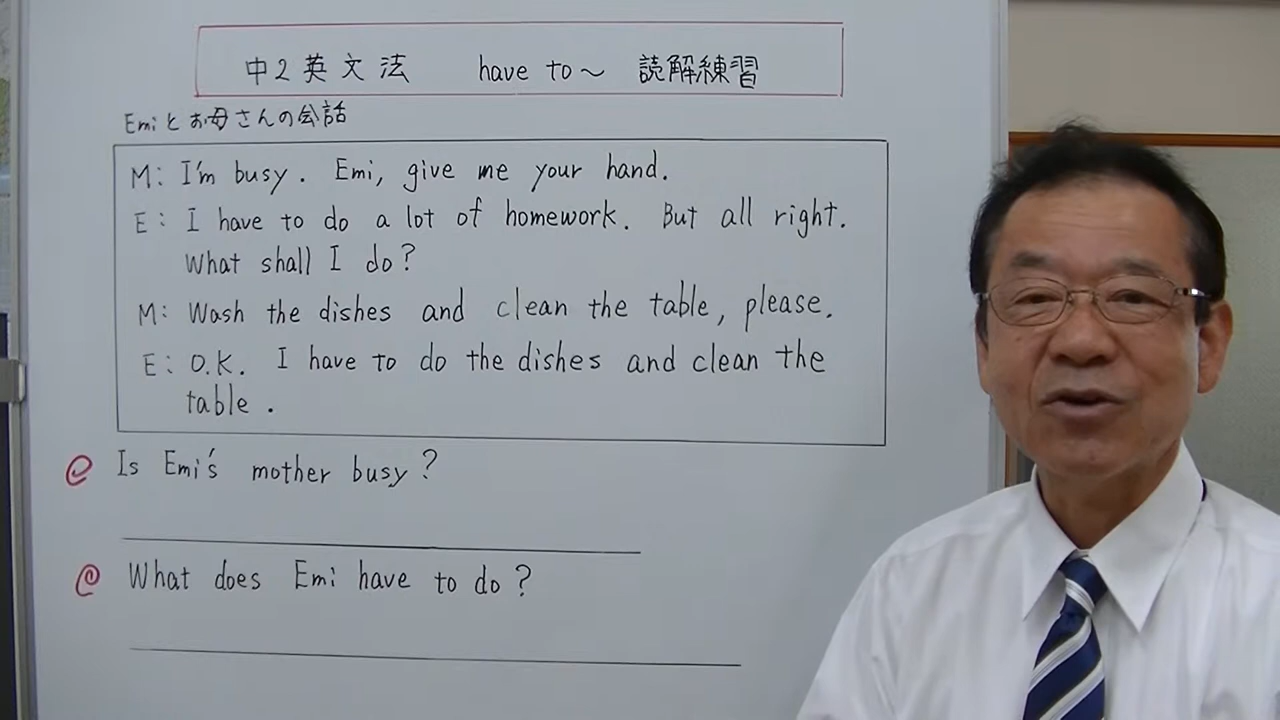 中2英文法 have to～ 読解練習
Emiとお母さんの会話
M: I'm busy. Emi, give me your hand.
E: I have to do a lot of homework. But all right.
What shall I do?
M: Wash the dishes and clean the table, please.
E: O.K. I have to do the dishes and clean the
table.
@ Is Emi's mother busy?
@ What does Emi have to do?